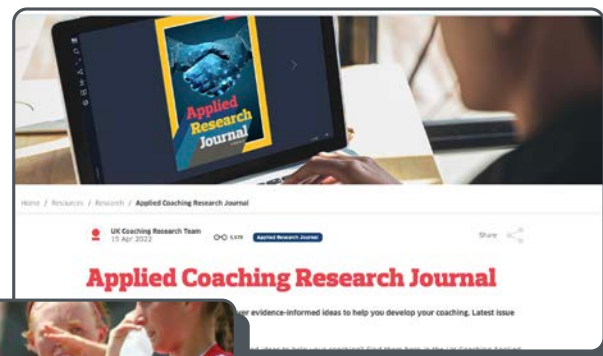 Applied
Research
Journal
Home / Resources / Research / Applied Coaching Research Journal
UK Coaching Research Team
15 Apr 2022
Applied Research Journal
Share
Applied Coaching Research Journal
er evidence-informed ideas to help you develop your coaching. Latest issue